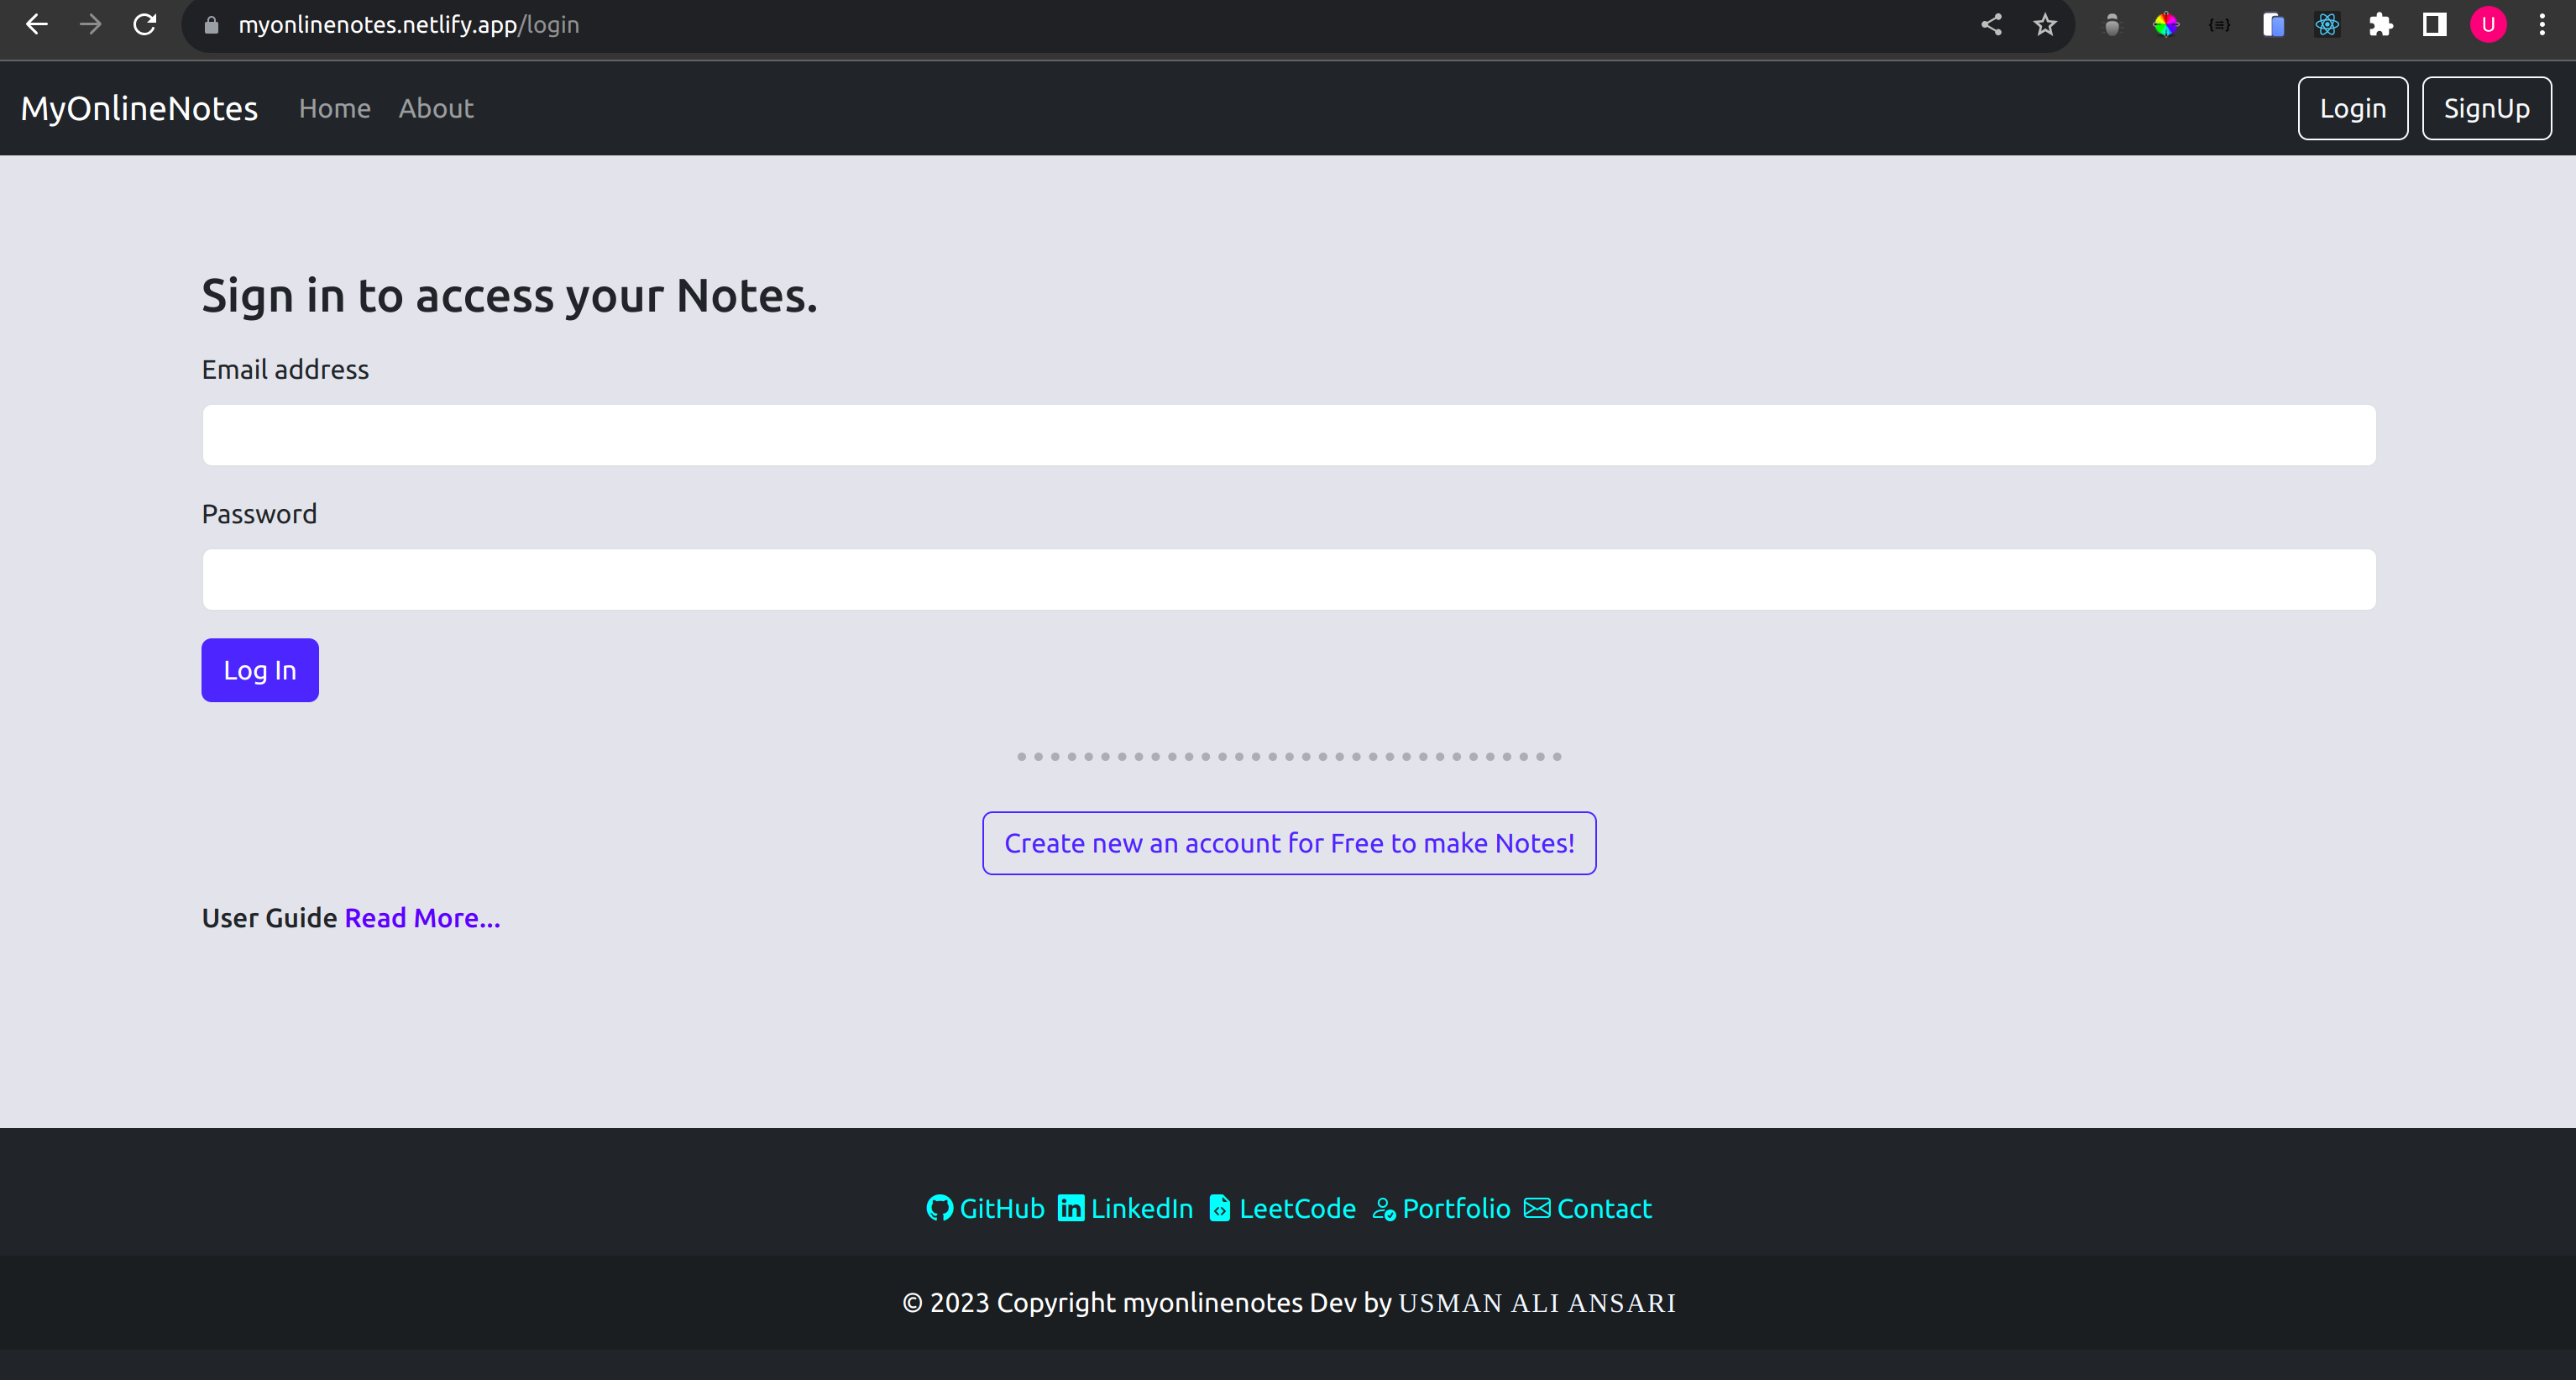 myonlinenotes.netlify.app/login
U
MyOnlineNotes Home About Login SignUp
Sign in to access your Notes.
Email address
Password
Log In
Create new an account for Free to make Notes!
User Guide Read More...
GitHub LinkedIn LeetCode Portfolio Contact
© 2023 Copyright myonlinenotes Dev by USMAN ALI ANSARI